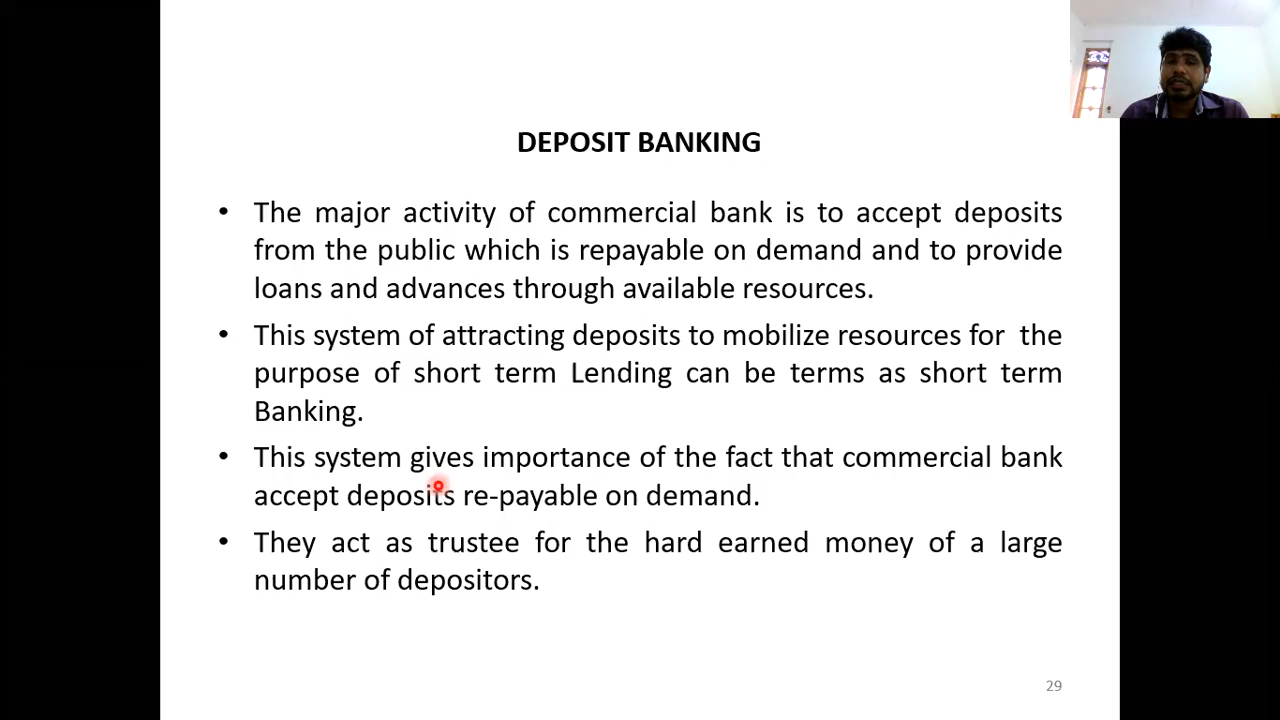 DEPOSIT BANKING
• The major activity of commercial bank is to accept deposits
from the public which is repayable on demand and to provide
loans and advances through available resources.
• This system of attracting deposits to mobilize resources for the
purpose of short term Lending can be terms as short term
Banking.
• This system gives importance of the fact that commercial bank
accept deposits re-payable on demand.
• They act as trustee for the hard earned money of a large
number of depositors.
29